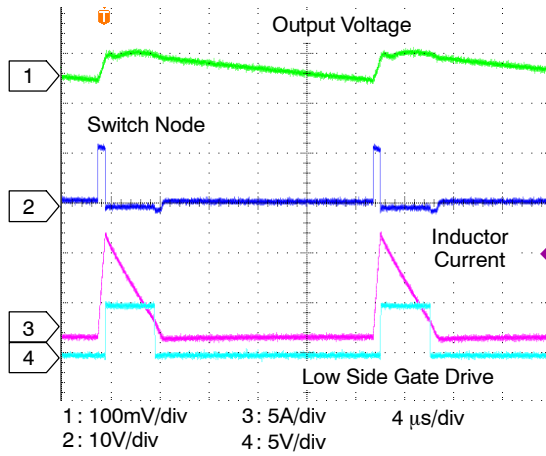 T
Output Voltage
1
Switch Node
2
Inductor
Current
3
4
Low Side Gate Drive
1 : 100mV/div 3 : 5A/div 4 μs/div
2 : 10V/div 4 : 5V/div